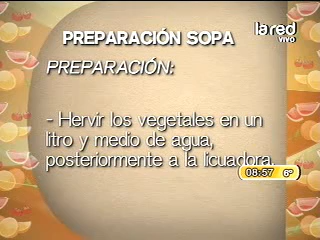 PREPARACIÓN SOPA
la red
vivo
PREPARACIÓN:
- Hervir los vegetales en un
litro y medio de agua,
posteriormente a la licuadora.
08:57 6º